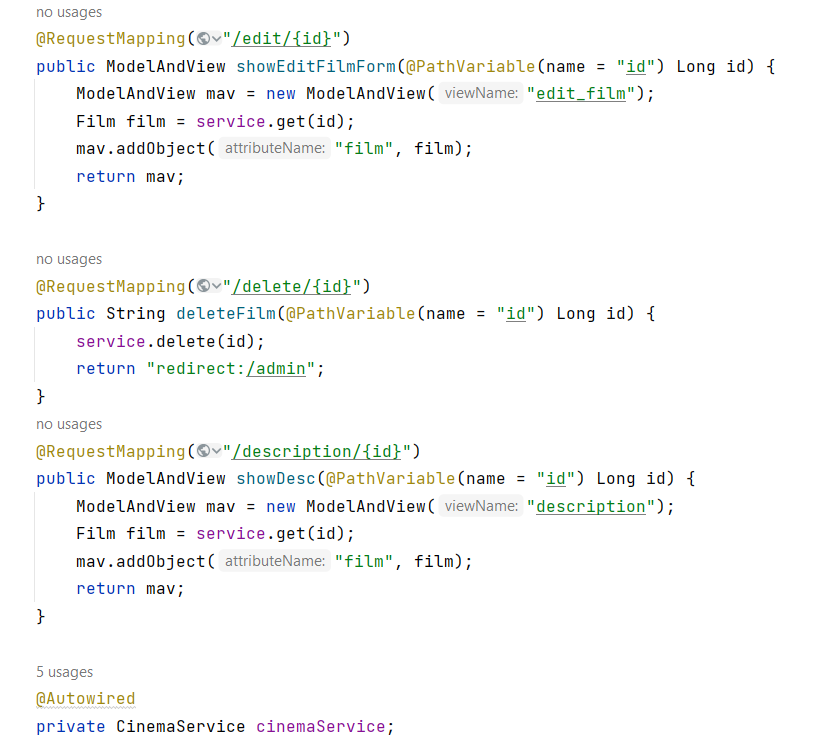 no usages
@RequestMapping("/edit/{id}")
public ModelAndView showEditFilmForm(@PathVariable(name = "id") Long id) {
    ModelAndView mav = new ModelAndView( viewName: "edit_film");
    Film film = service.get(id);
    mav.addObject( attributeName: "film", film);
    return mav;
}
no usages
@RequestMapping("/delete/{id}")
public String deleteFilm(@PathVariable(name = "id") Long id) {
    service.delete(id);
    return "redirect:/admin";
}
no usages
@RequestMapping("/description/{id}")
public ModelAndView showDesc(@PathVariable(name = "id") Long id) {
    ModelAndView mav = new ModelAndView( viewName: "description");
    Film film = service.get(id);
    mav.addObject( attributeName: "film", film);
    return mav;
}
5 usages
@Autowired
private CinemaService cinemaService;